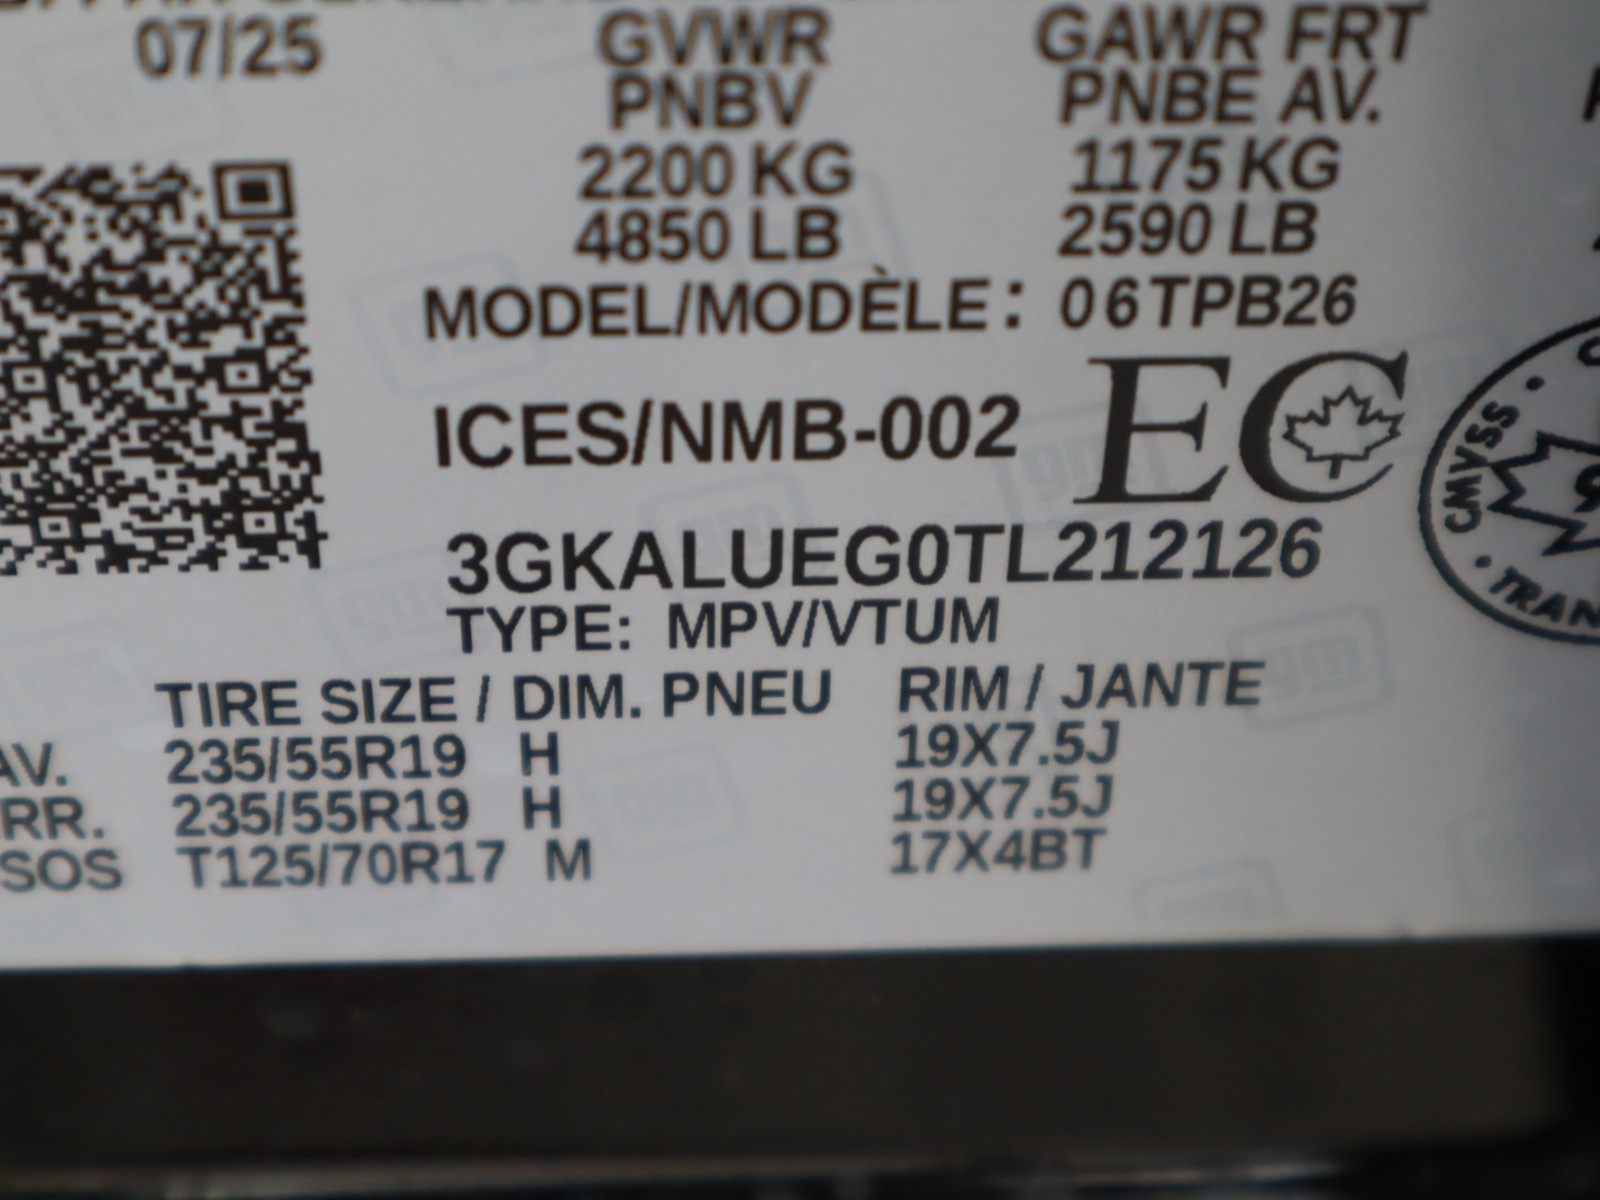 07/25
GVWR
PNBV
2200 KG
4850 LB
GAWR FRT
PNBE AV.
1175 KG
2590 LB
MODEL/MODÈLE: 06TPB26
ICES/NMB-002 EC
3GKALUEG0TL212126
TYPE: MPV/VTUM
TIRE SIZE / DIM. PNEU RIM / JANTE
AV. 235/55R19 H 19X7.5J
RR. 235/55R19 H 19X7.5J
SOS T125/70R17 M 17X4BT
CMVSS
TRAN